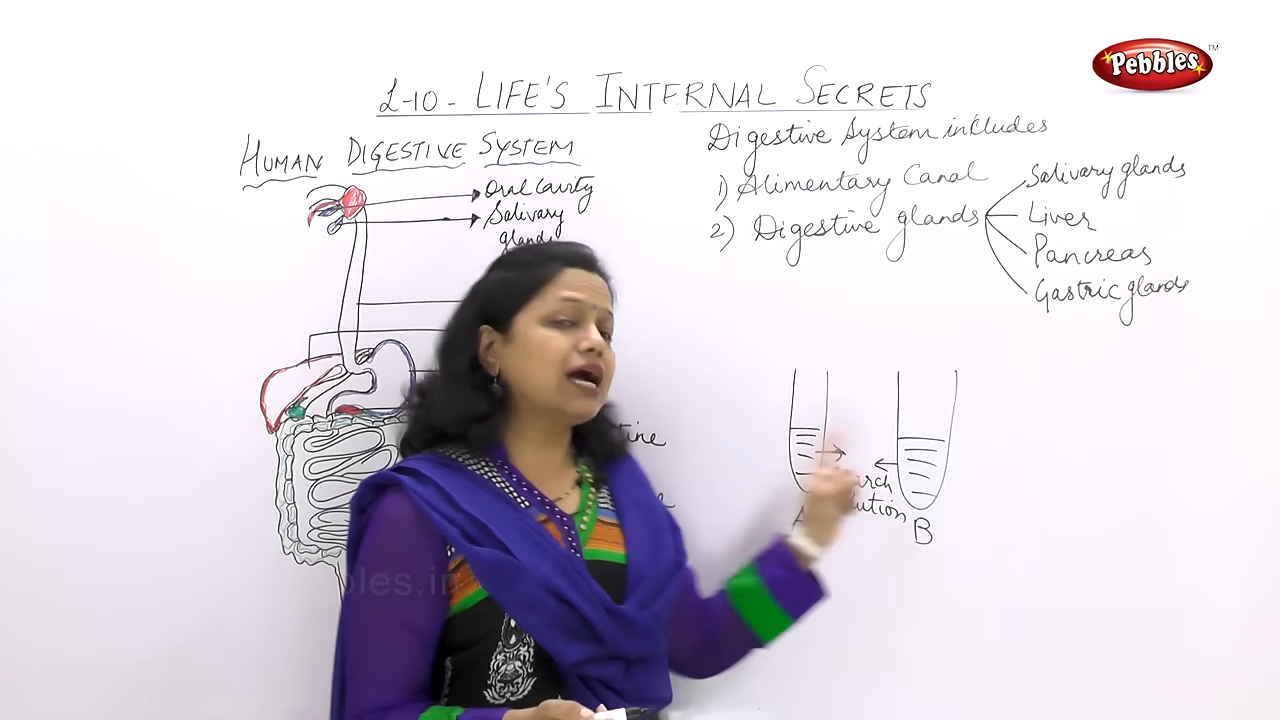 Pebbles
TM
L-10 - LIFE'S INTERNAL SECRETS
HUMAN DIGESTIVE SYSTEM
Oral cavity
Salivary
glands
Digestive System includes
1) Alimentary Canal
2) Digestive glands
Salivary glands
Liver
Pancreas
Gastric glands
A
B